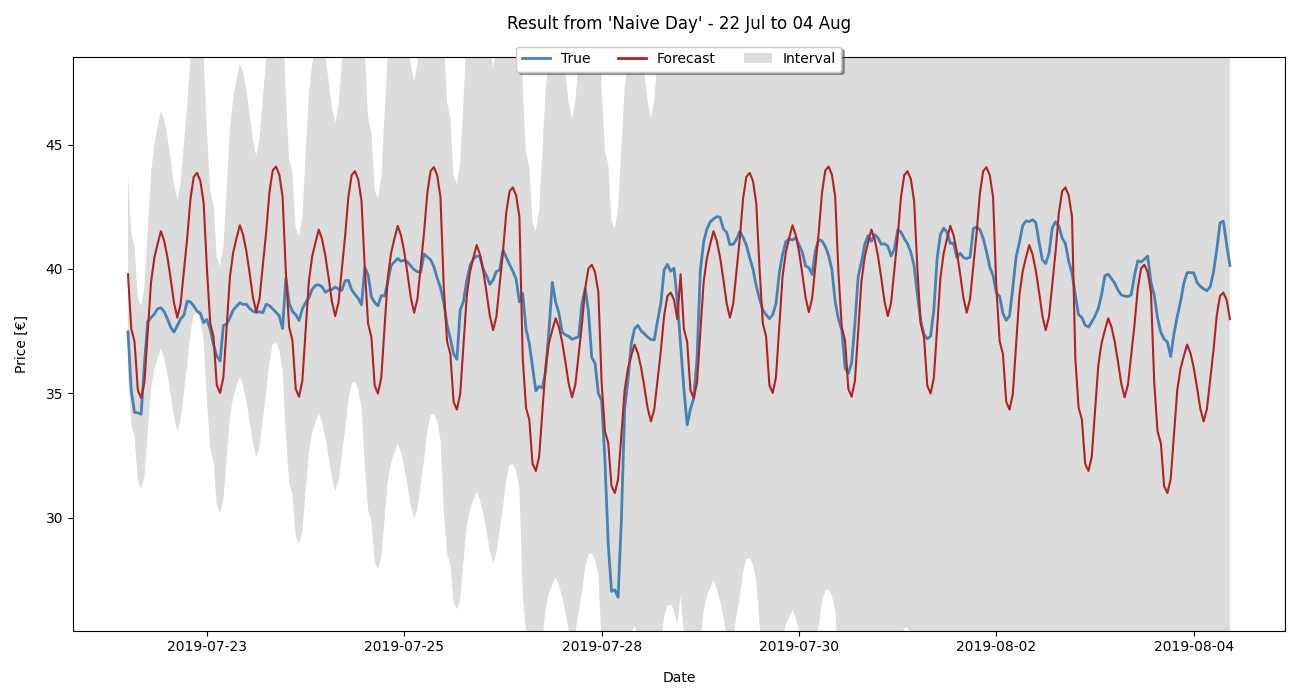 Result from 'Naive Day' - 22 Jul to 04 Aug
True Forecast Interval
45
40
35
30
Price [€]
2019-07-23 2019-07-25 2019-07-28 2019-07-30 2019-08-02 2019-08-04
Date